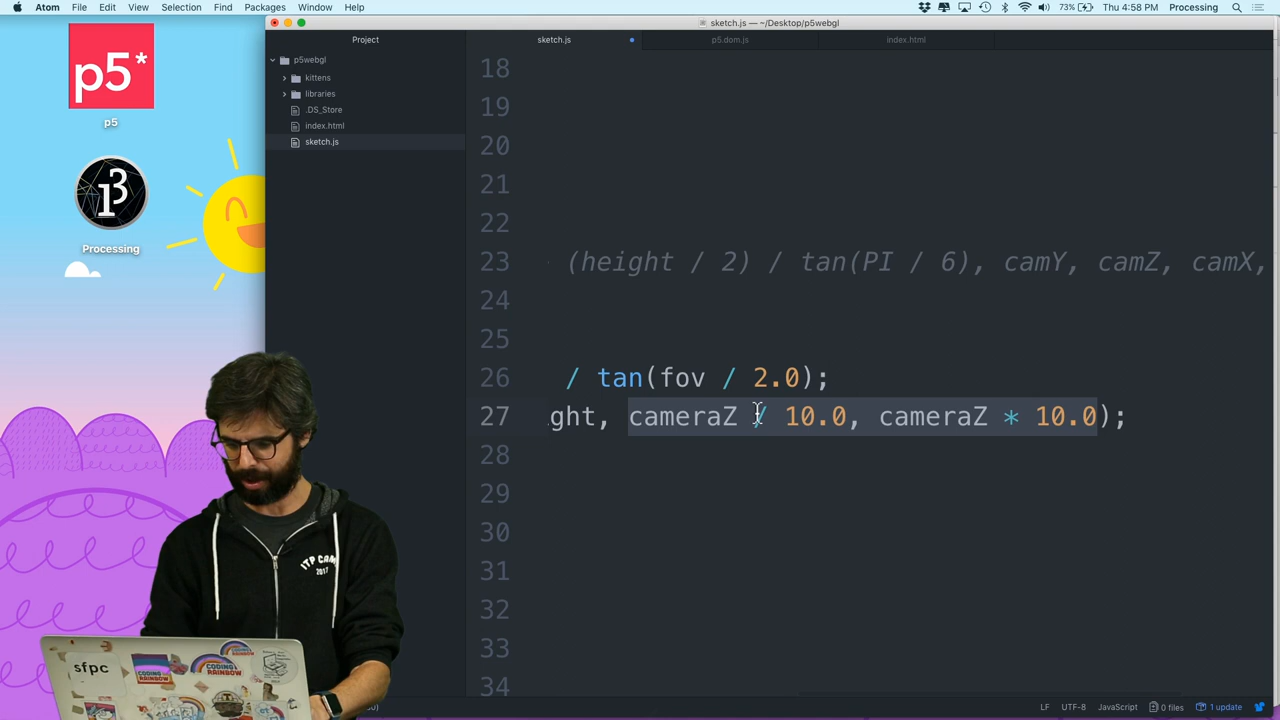 Atom File Edit View Selection Find Packages Window Help
73% Thu 4:58 PM Processing
sketch.js — ~/Desktop/p5webgl
Project
sketch.js p5.dom.js index.html
p5webgl
kittens
libraries
.DS_Store
index.html
sketch.js
p5*
p5
Processing
18
19
20
21
22
23 (height / 2) / tan(PI / 6), camY, camZ, camX,
24
25
26 / tan(fov / 2.0);
27 ght, cameraZ / 10.0, cameraZ * 10.0);
28
29
30
31
32
33
34
ITP CAMP
2017
sfpc
CODING
RAINBOW
CODING
RAINBOW
LF UTF-8 JavaScript 0 files 1 update